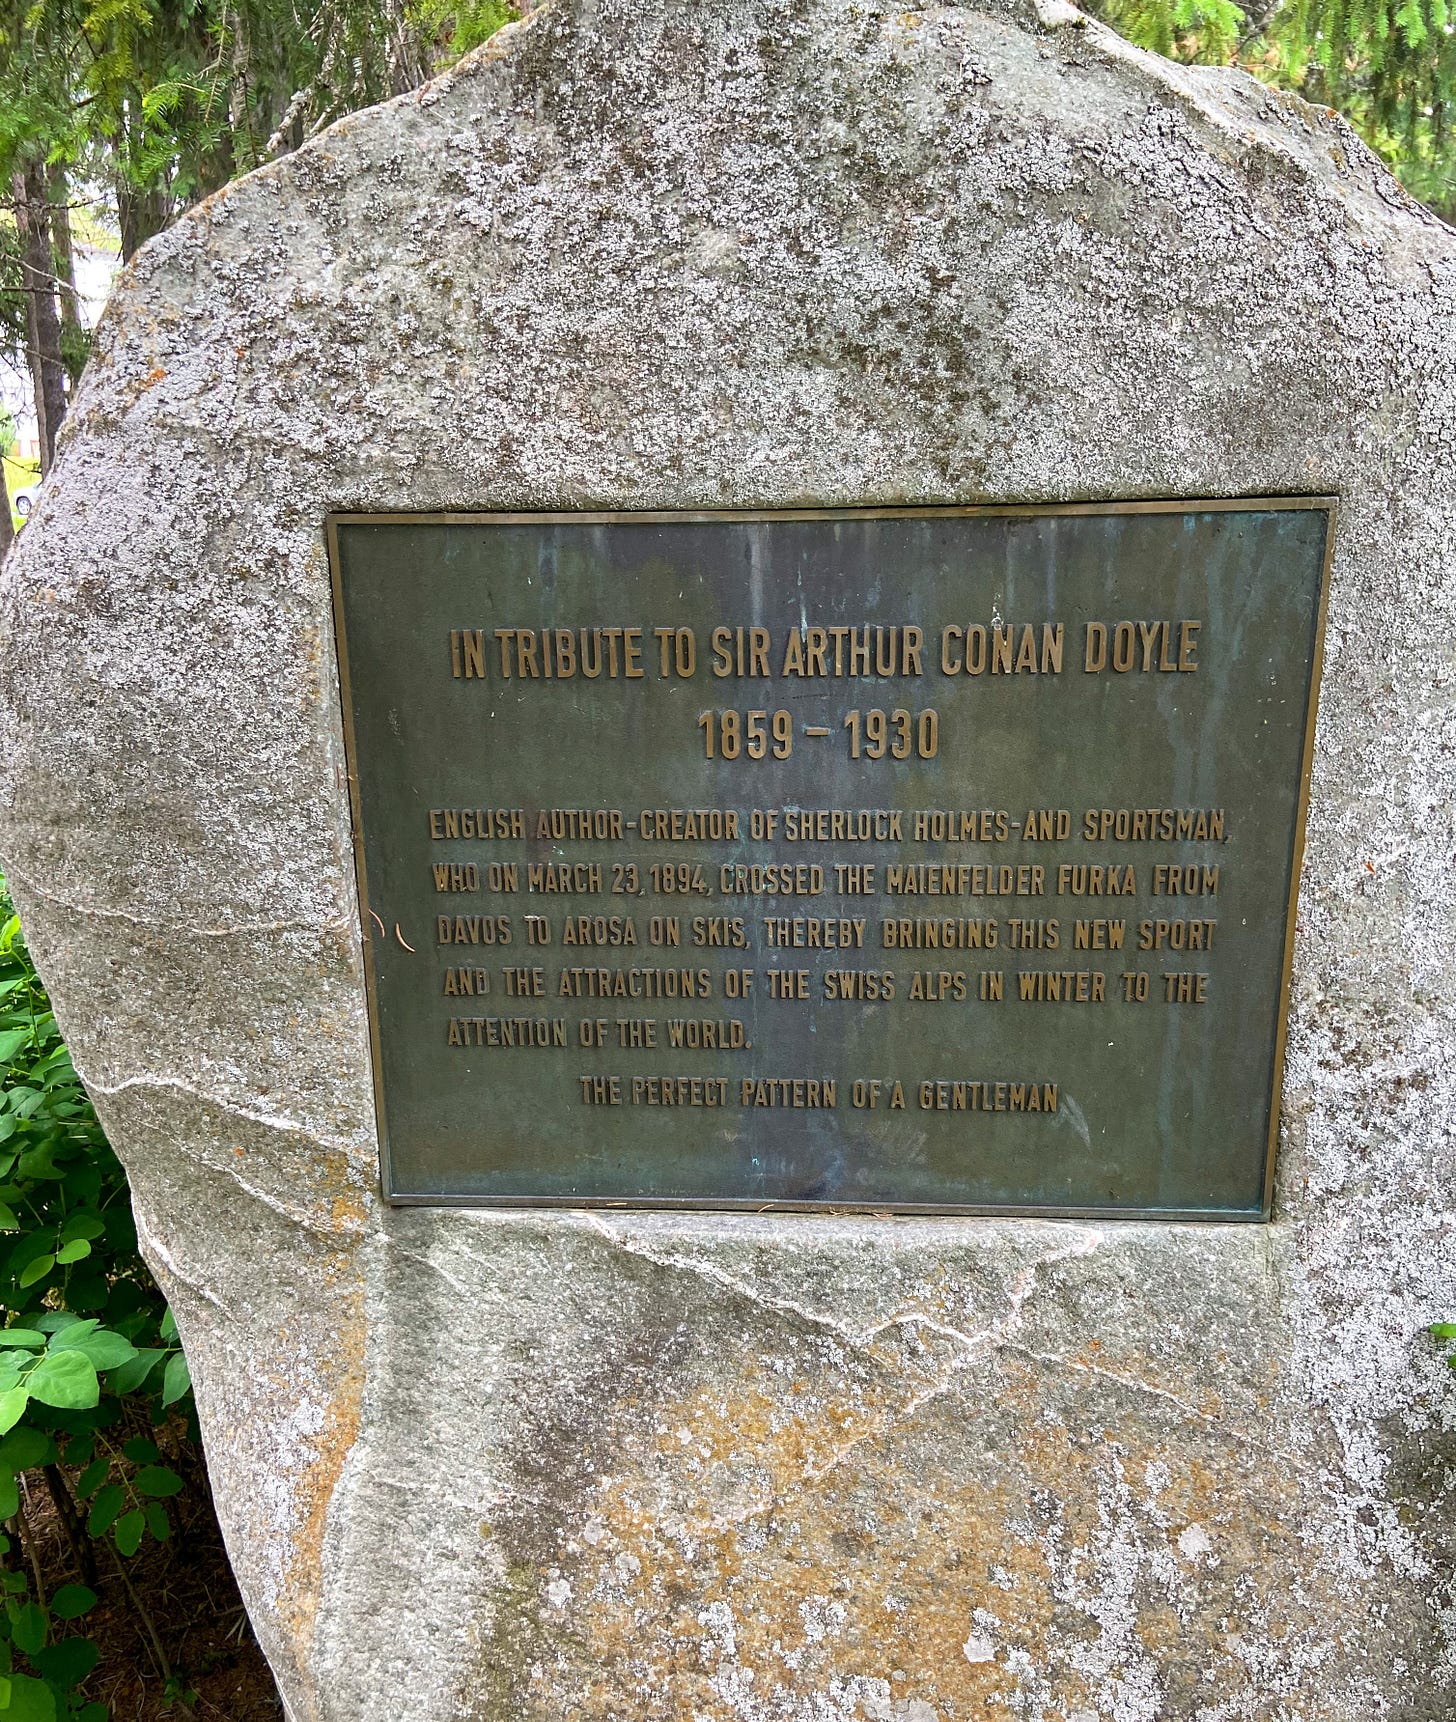 IN TRIBUTE TO SIR ARTHUR CONAN DOYLE
1859 - 1930
ENGLISH AUTHOR-CREATOR OF SHERLOCK HOLMES-AND SPORTSMAN,
WHO ON MARCH 23,1894, CROSSED THE MAIENFELDER FURKA FROM
DAVOS TO AROSA ON SKIS, THEREBY BRINGING THIS NEW SPORT
AND THE ATTRACTIONS OF THE SWISS ALPS IN WINTER TO THE
ATTENTION OF THE WORLD.
THE PERFECT PATTERN OF A GENTLEMAN